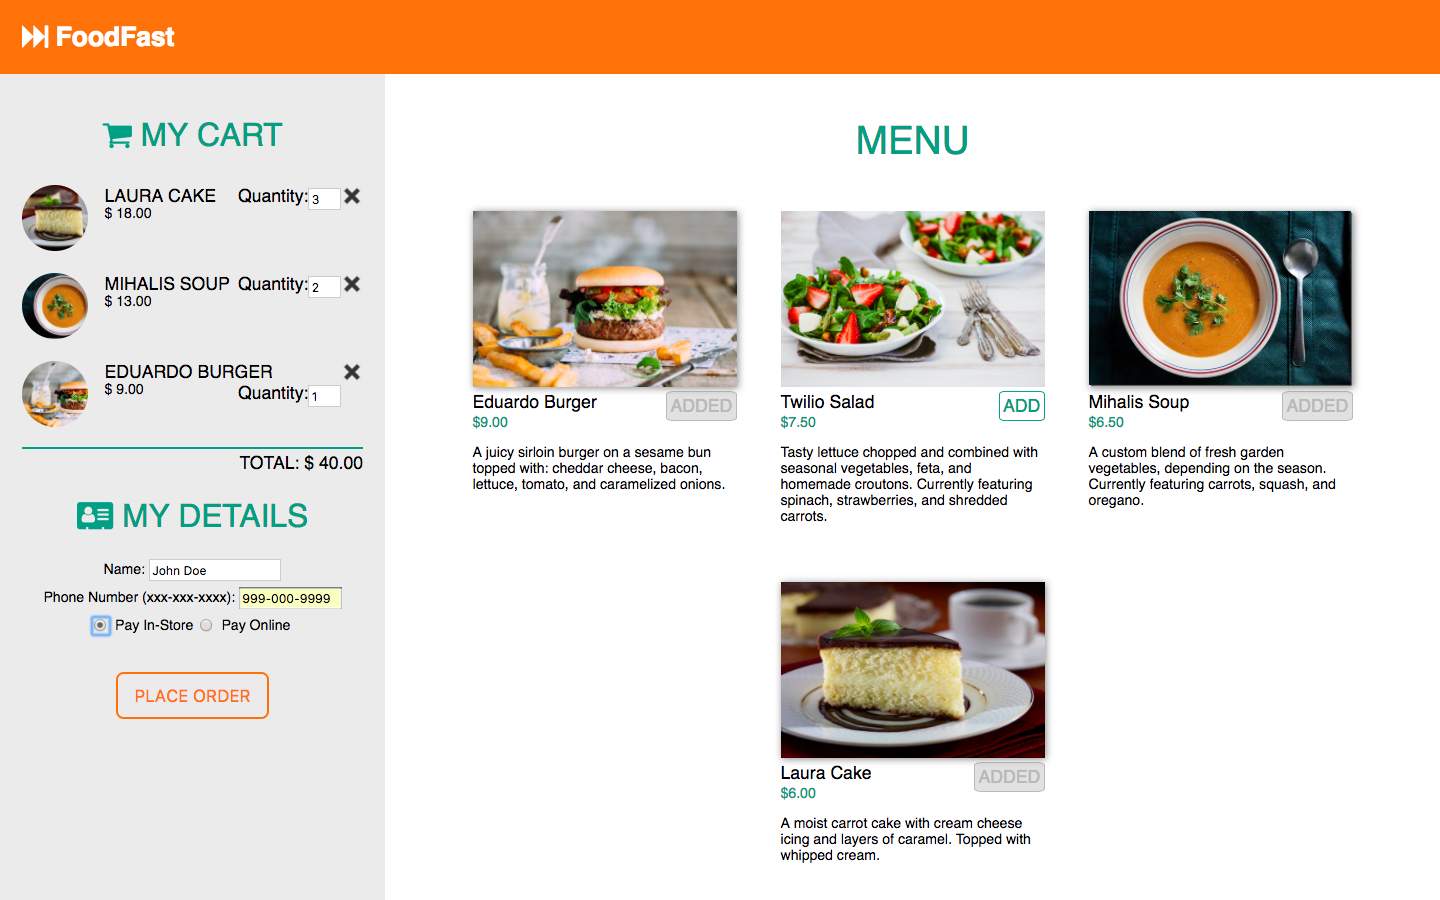 FoodFast
MY CART
LAURA CAKE Quantity: 3
$ 18.00
MIHALIS SOUP Quantity: 2
$ 13.00
EDUARDO BURGER
$ 9.00 Quantity: 1
TOTAL: $ 40.00
MY DETAILS
Name: John Doe
Phone Number (xxx-xxx-xxxx): 999-000-9999
Pay In-Store Pay Online
PLACE ORDER
MENU
Eduardo Burger ADDED
$9.00
A juicy sirloin burger on a sesame bun
topped with: cheddar cheese, bacon,
lettuce, tomato, and caramelized onions.
Twilio Salad ADD
$7.50
Tasty lettuce chopped and combined with
seasonal vegetables, feta, and
homemade croutons. Currently featuring
spinach, strawberries, and shredded
carrots.
Mihalis Soup ADDED
$6.50
A custom blend of fresh garden
vegetables, depending on the season.
Currently featuring carrots, squash, and
oregano.
Laura Cake ADDED
$6.00
A moist carrot cake with cream cheese
icing and layers of caramel. Topped with
whipped cream.